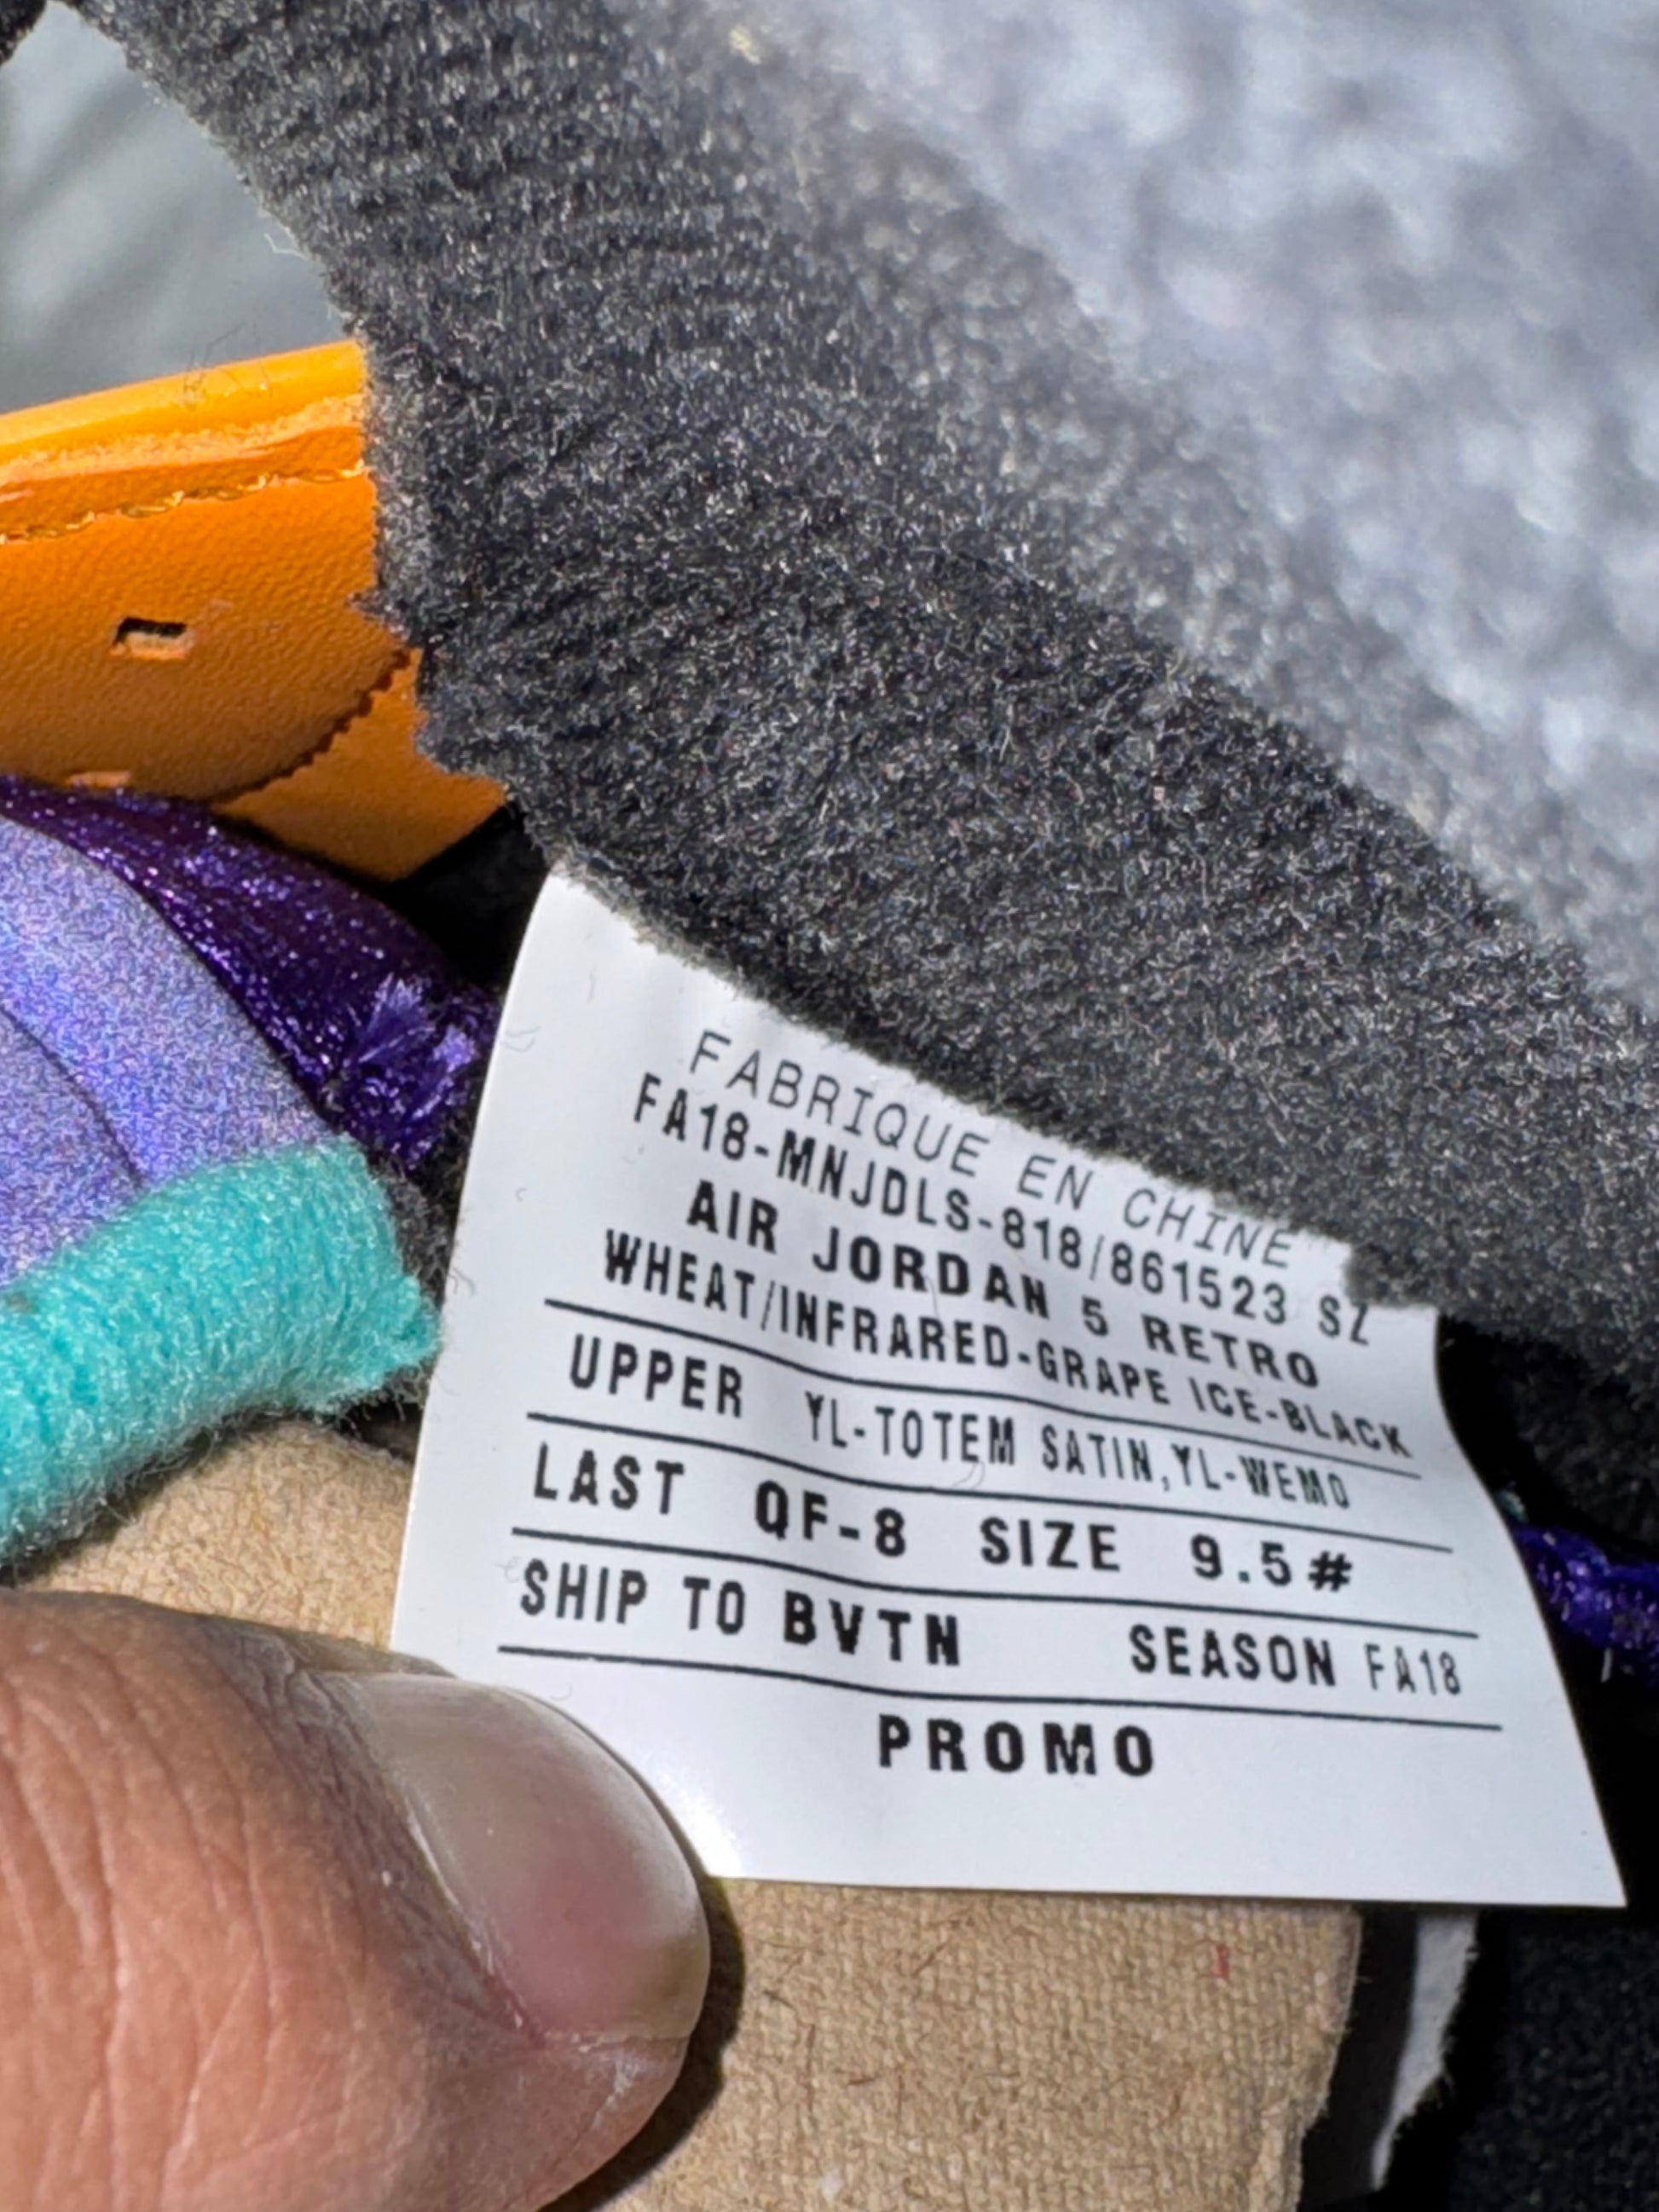 FABRIQUE EN CHINE
FA18-MNJDLS-818/861523 SZ
AIR JORDAN 5 RETRO
WHEAT/INFRARED-GRAPE ICE-BLACK
UPPER YL-TOTEM SATIN,YL-WEMO
LAST QF-8 SIZE 9.5#
SHIP TO BVTN SEASON FA18
PROMO